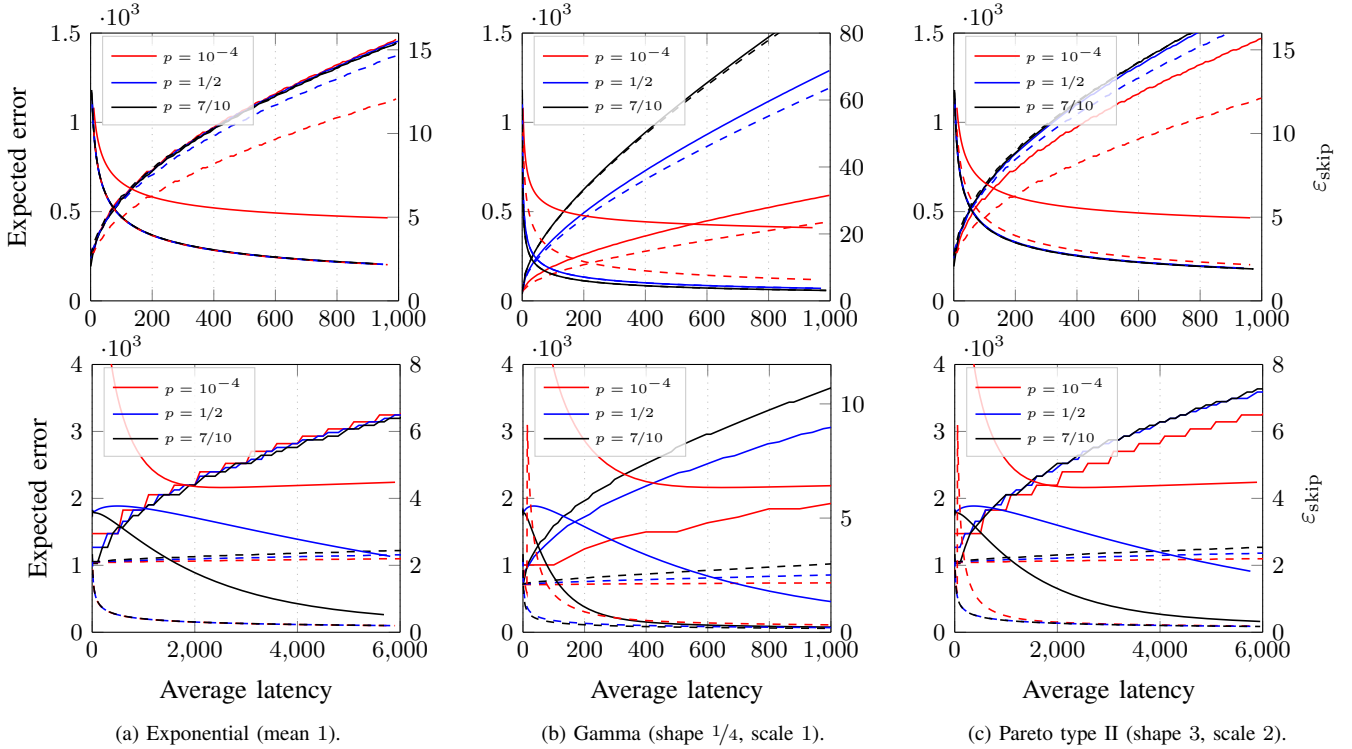 ·10³ ·10³ ·10³
1.5 15 1.5 80 1.5 15
p = 10⁻⁴ p = 10⁻⁴ p = 10⁻⁴
p = 1/2 p = 1/2 p = 1/2
p = 7/10 p = 7/10 p = 7/10
1 10 1 60 1 10
40
0.5 5 0.5 20 0.5 5
0 0 0
0 200 400 600 800 1,000 0 200 400 600 800 1,000 0 200 400 600 800 1,000
Expected error
εskip
·10³ ·10³ ·10³
4 8 4 4 8
p = 10⁻⁴ p = 10⁻⁴ p = 10⁻⁴
p = 1/2 p = 1/2 p = 1/2
p = 7/10 p = 7/10 p = 7/10
3 6 3 10 3 6
2 4 2 5 2 4
1 2 1 1 2
0 0 0 0 0 0
0 2,000 4,000 6,000 0 200 400 600 800 1,000 0 2,000 4,000 6,000
Expected error
εskip
Average latency Average latency Average latency
(a) Exponential (mean 1). (b) Gamma (shape 1/4, scale 1). (c) Pareto type II (shape 3, scale 2).